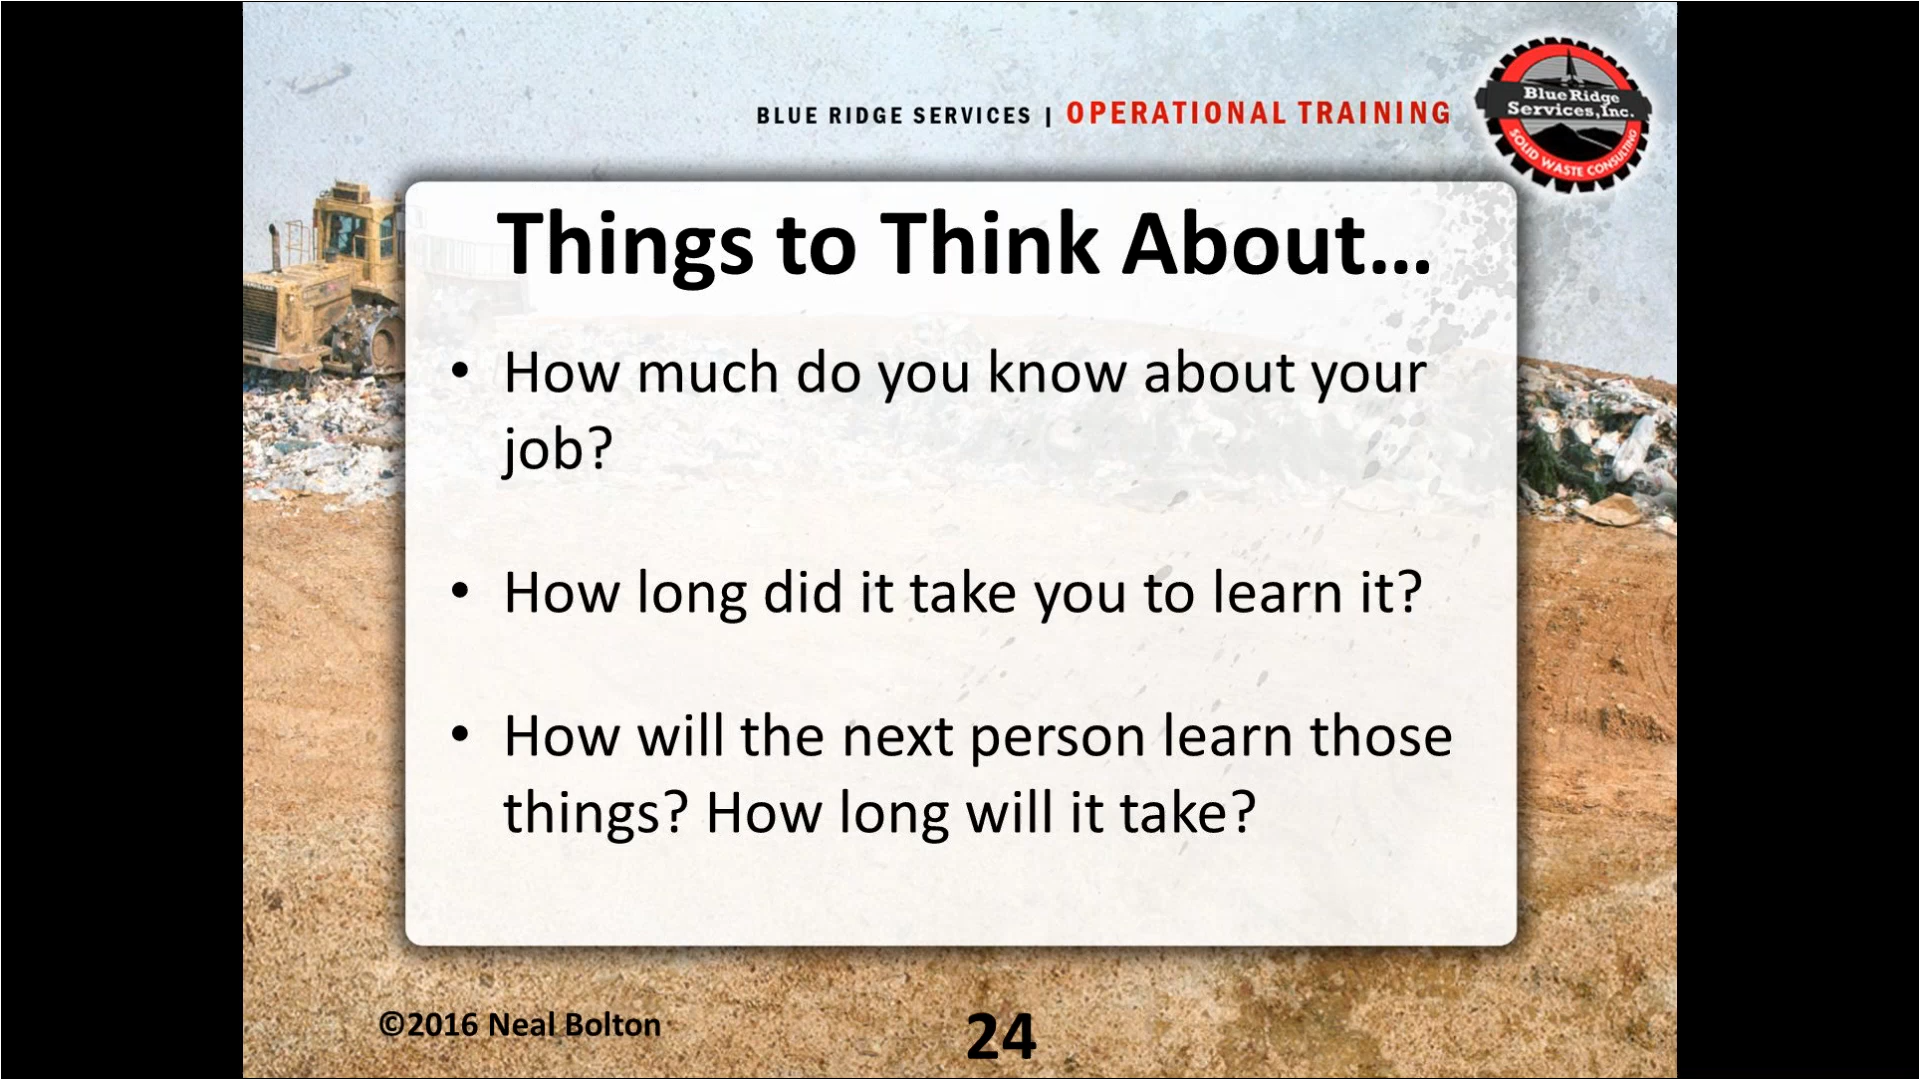 BLUE RIDGE SERVICES | OPERATIONAL TRAINING
Blue Ridge
Services, Inc.
SOLID WASTE CONSULTING
Things to Think About...
• How much do you know about your
job?
• How long did it take you to learn it?
• How will the next person learn those
things? How long will it take?
©2016 Neal Bolton
24